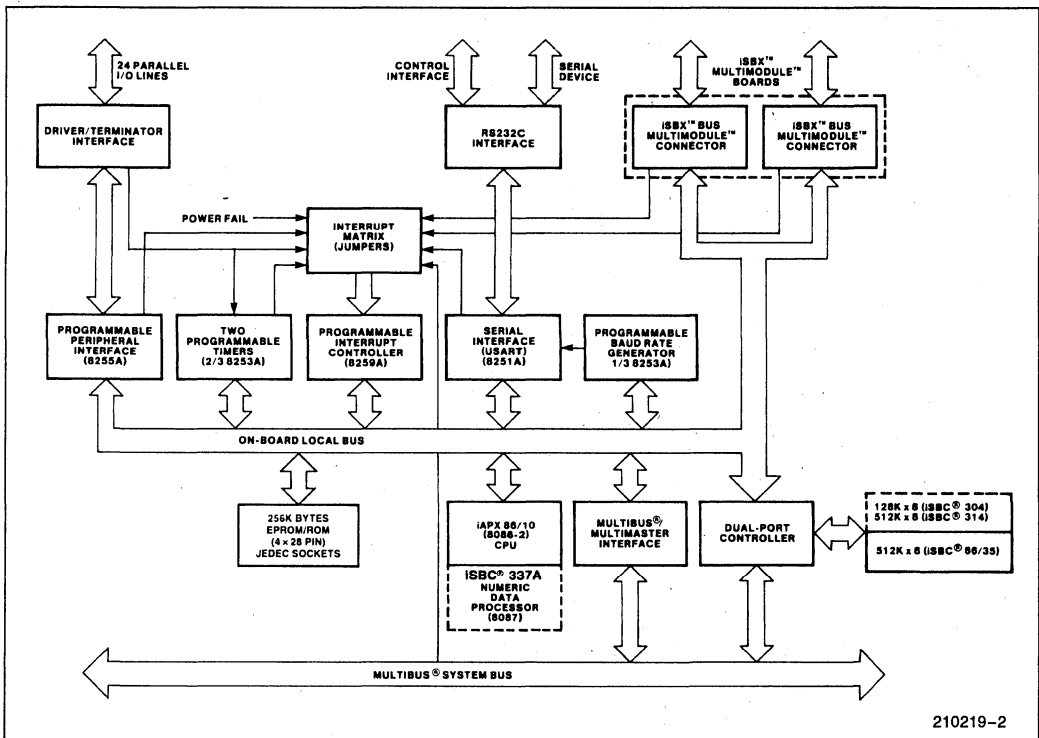 24 PARALLEL
I/O LINES
CONTROL
INTERFACE
SERIAL
DEVICE
iSBX™
MULTIMODULE™
BOARDS
DRIVER/TERMINATOR
INTERFACE
RS232C
INTERFACE
iSBX™ BUS
MULTIMODULE™
CONNECTOR
iSBX™ BUS
MULTIMODULE™
CONNECTOR
POWER FAIL
INTERRUPT
MATRIX
(JUMPERS)
PROGRAMMABLE
PERIPHERAL
INTERFACE
(8255A)
TWO
PROGRAMMABLE
TIMERS
(2/3 8253A)
PROGRAMMABLE
INTERRUPT
CONTROLLER
(8259A)
SERIAL
INTERFACE
(USART)
(8251A)
PROGRAMMABLE
BAUD RATE
GENERATOR
1/3 8253A)
ON-BOARD LOCAL BUS
256K BYTES
EPROM/ROM
(4 × 28 PIN)
JEDEC SOCKETS
iAPX 86/10
(8086-2)
CPU
iSBC® 337A
NUMERIC
DATA
PROCESSOR
(8087)
MULTIBUS®/
MULTIMASTER
INTERFACE
DUAL-PORT
CONTROLLER
128K x 8 (iSBC® 304)
512K x 8 (iSBC® 314)
512K x 8 (iSBC® 86/35)
MULTIBUS® SYSTEM BUS
210219-2